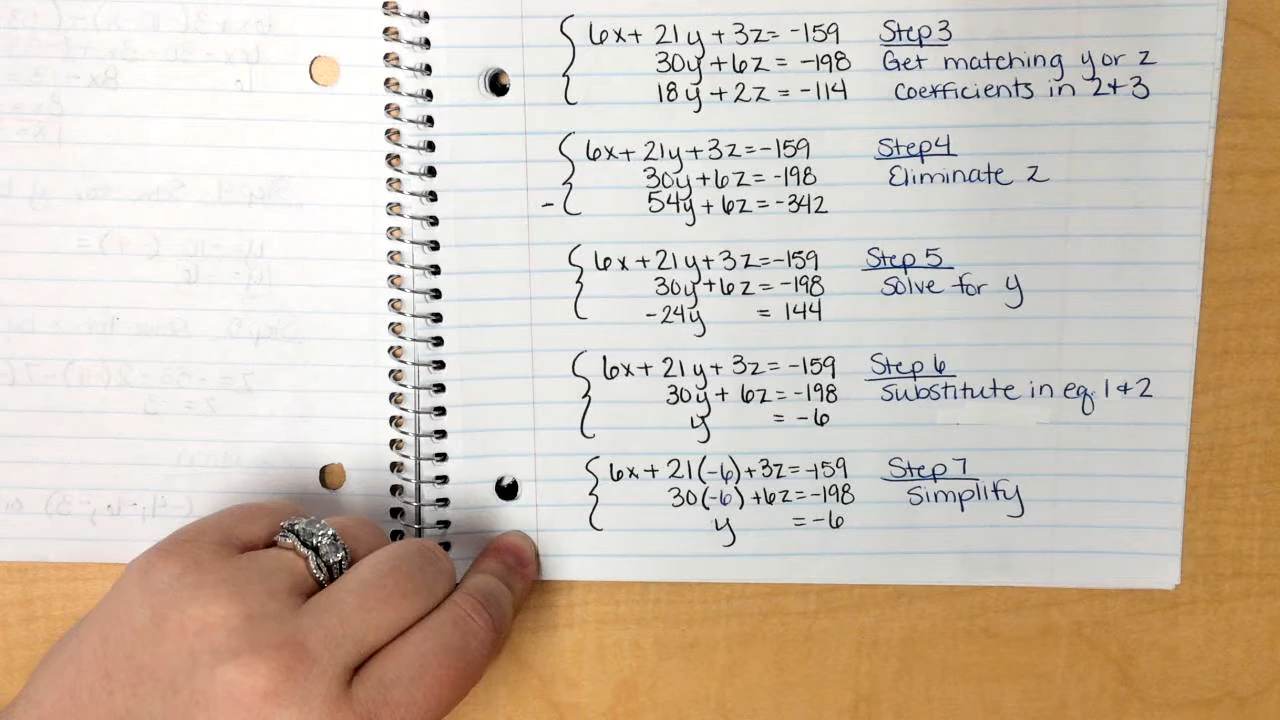 6x + 21y + 3z = -159 Step 3
30y + 6z = -198 Get matching y or z
18y + 2z = -114 coefficients in 2+3
6x + 21y + 3z = -159 Step 4
30y + 6z = -198 Eliminate z
- 54y + 6z = -342
6x + 21y + 3z = -159 Step 5
30y + 6z = -198 solve for y
-24y = 144
6x + 21y + 3z = -159 Step 6
30y + 6z = -198 substitute in eq. 1 & 2
y = -6
6x + 21(-6) + 3z = -159 Step 7
30(-6) + 6z = -198 simplify
y = -6